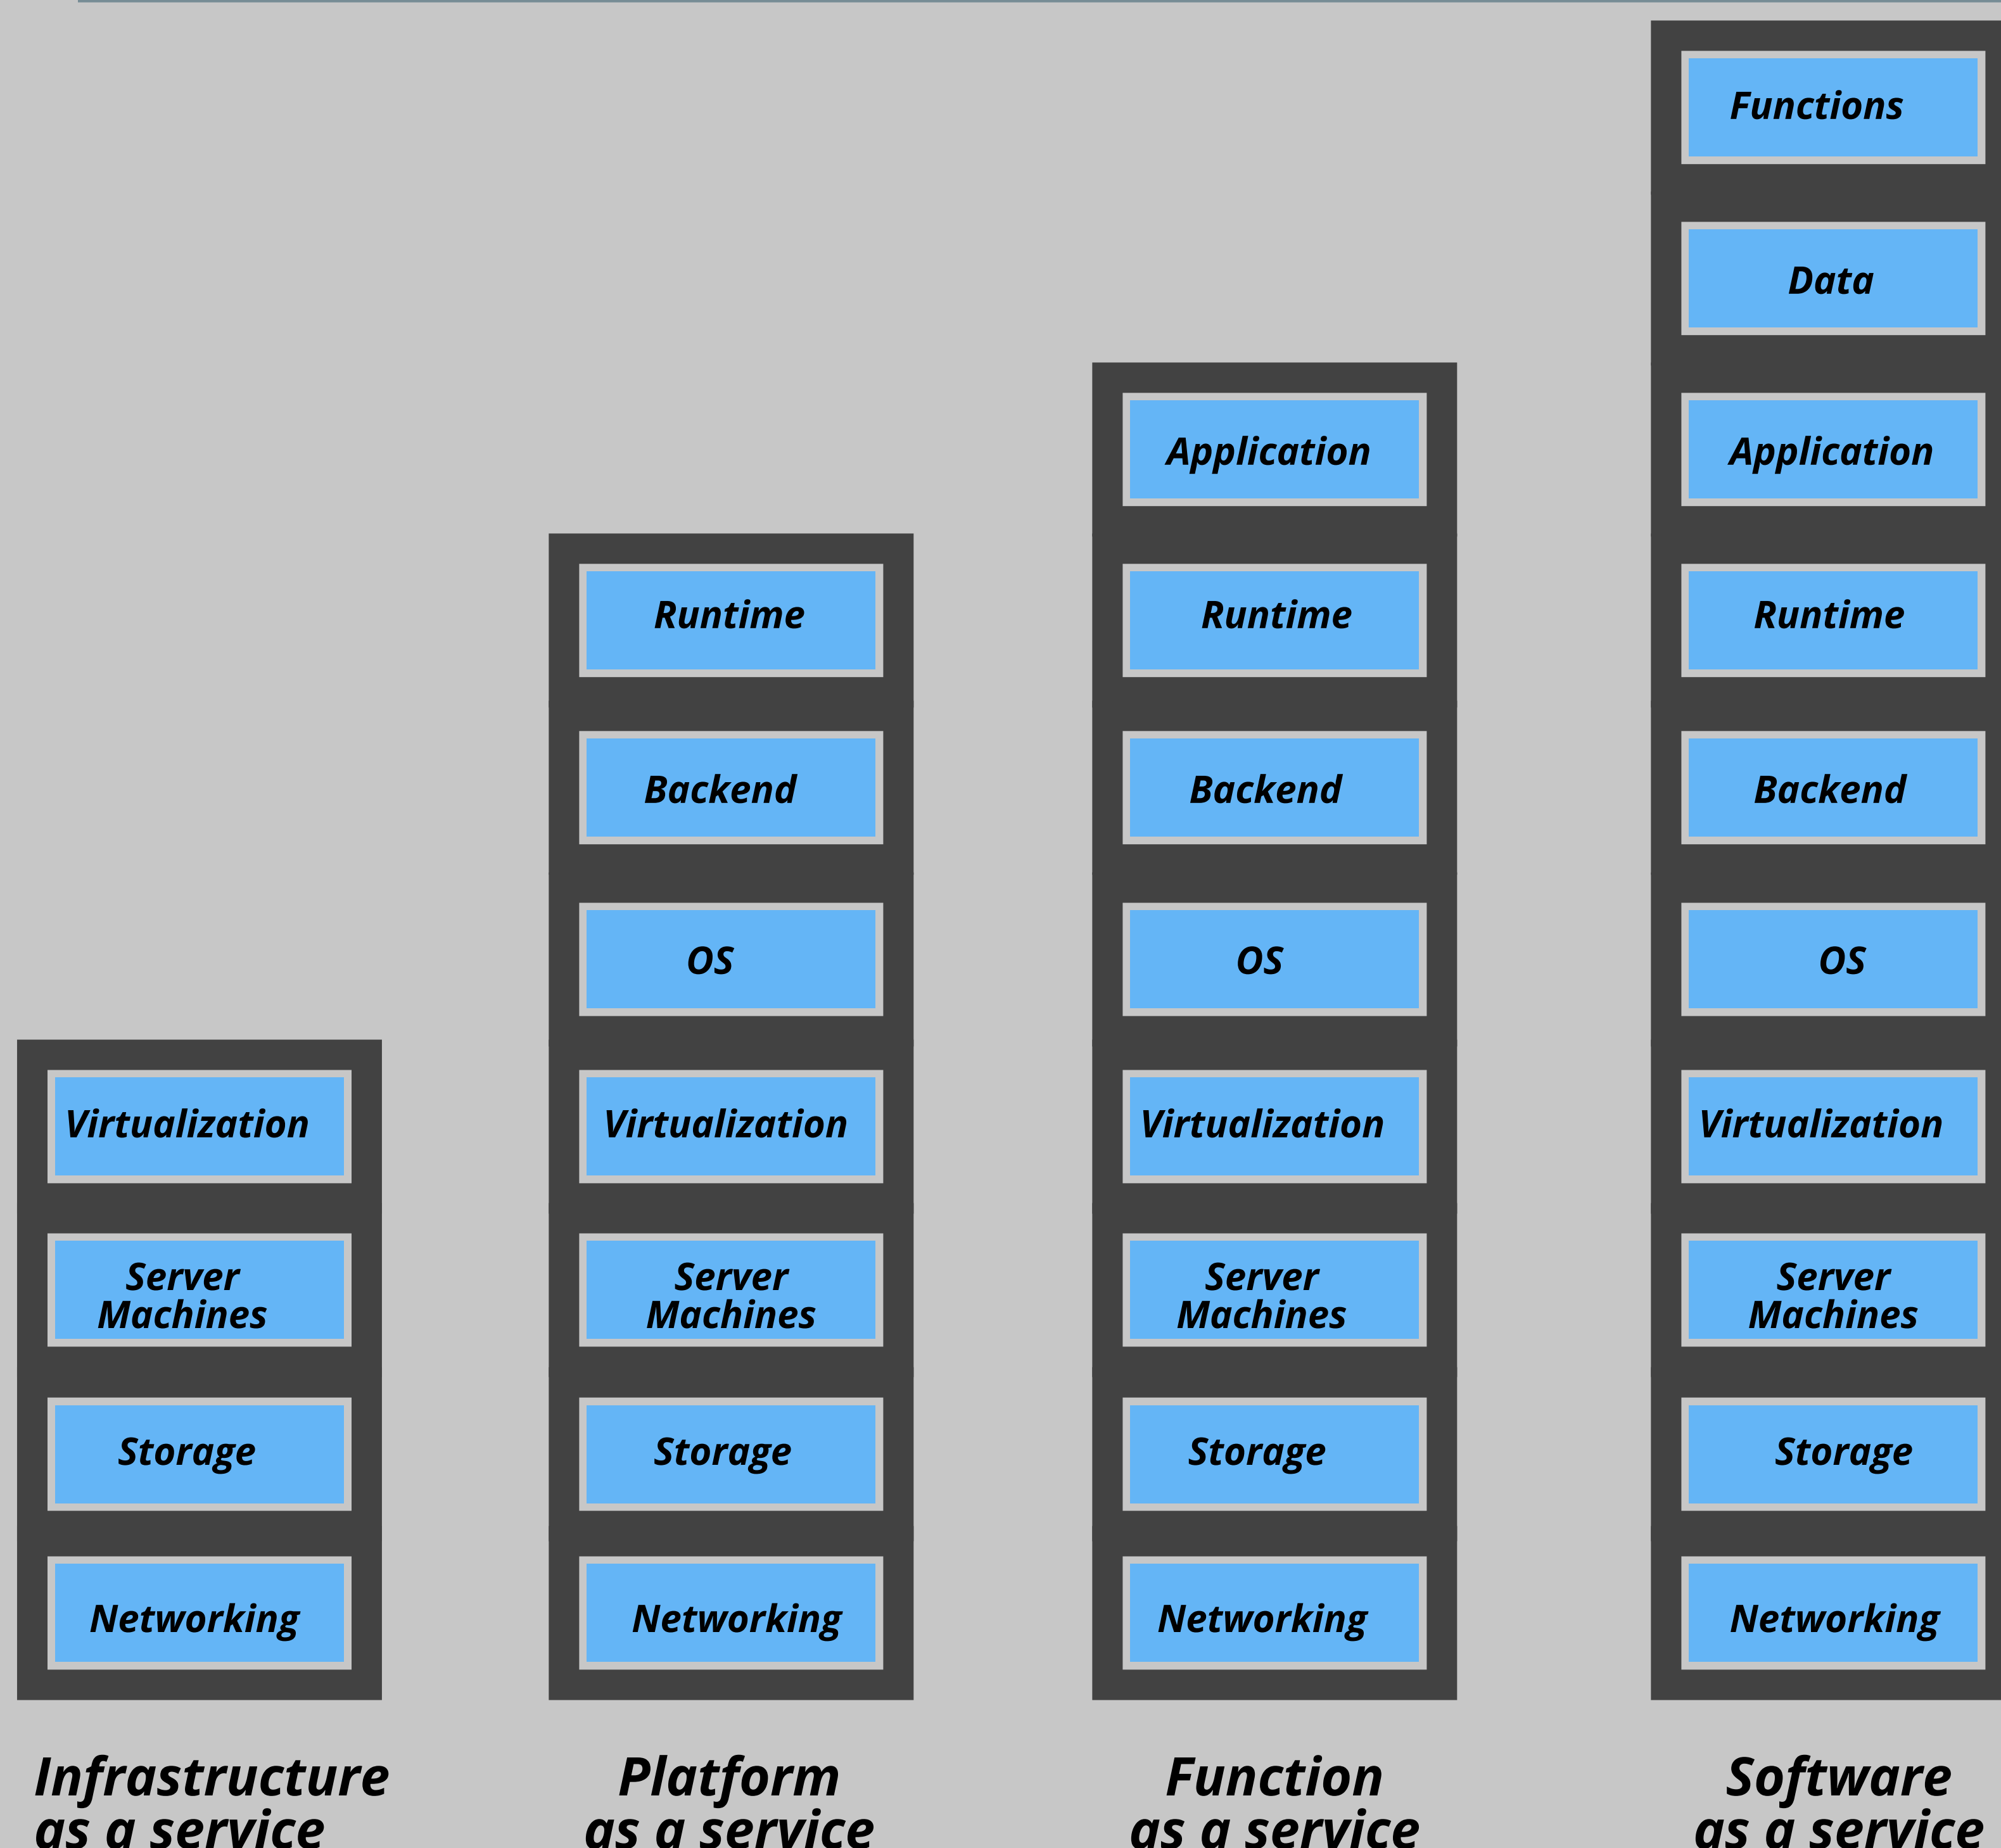 Functions
Data
Application
Application
Runtime
Runtime
Runtime
Backend
Backend
Backend
OS
OS
OS
Virtualization
Virtualization
Virtualization
Virtualization
Server
Machines
Server
Machines
Server
Machines
Server
Machines
Storage
Storage
Storage
Storage
Networking
Networking
Networking
Networking
Infrastructure
as a service
Platform
as a service
Function
as a service
Software
as a service